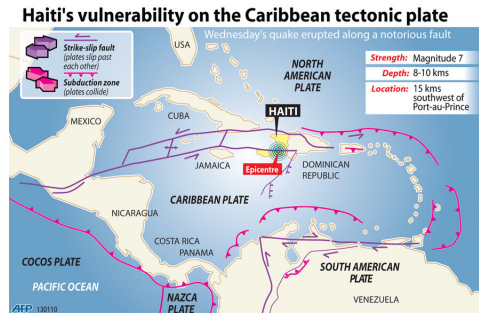 Haiti's vulnerability on the Caribbean tectonic plate
Wednesday's quake erupted along a notorious fault
Strike-slip fault
(plates slip past
each other)
Subduction zone
(plates collide)
USA
NORTH
AMERICAN
PLATE
Strength: Magnitude 7
Depth: 8-10 kms
Location: 15 kms
southwest of
Port-au-Prince
HAITI
MEXICO
CUBA
JAMAICA
Epicentre
DOMINICAN
REPUBLIC
CARIBBEAN PLATE
NICARAGUA
COSTA RICA
PANAMA
COCOS PLATE
PACIFIC OCEAN
SOUTH AMERICAN
PLATE
NAZCA
PLATE
VENEZUELA
AFP 130110